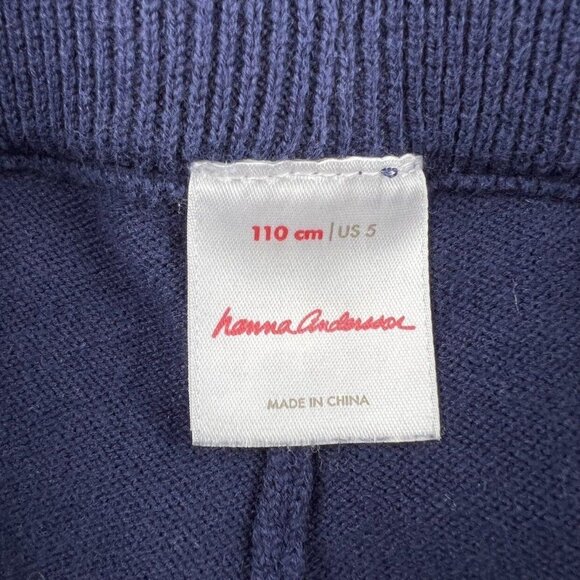 110 cm | US 5
hanna andersson
MADE IN CHINA